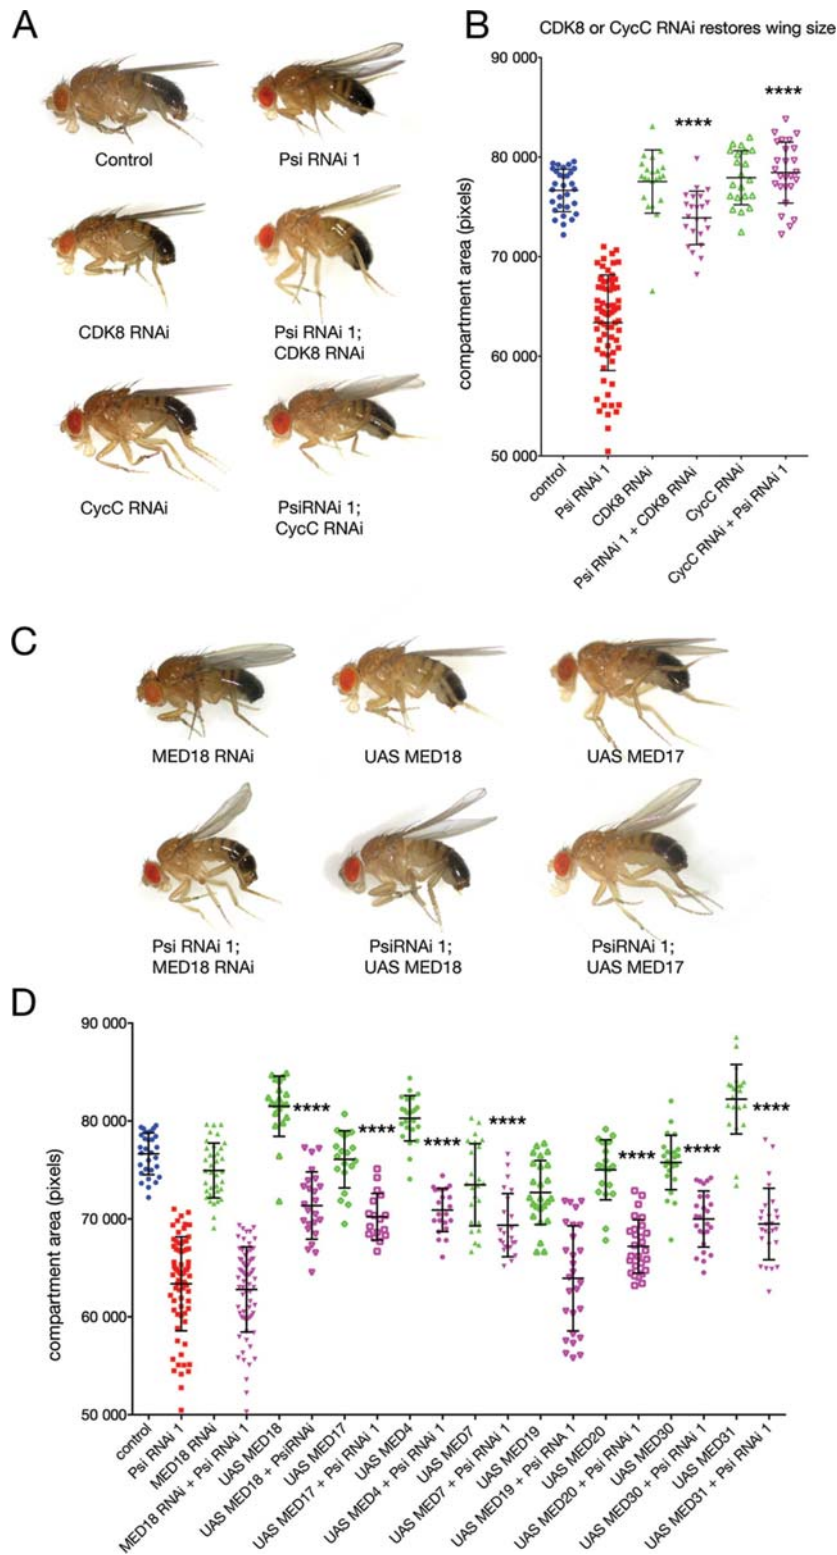 A
Control
Psi RNAi 1
CDK8 RNAi
Psi RNAi 1;
CDK8 RNAi
CycC RNAi
PsiRNAi 1;
CycC RNAi
B
CDK8 or CycC RNAi restores wing size
90 000
80 000
70 000
60 000
50 000
compartment area (pixels)
****
****
control
Psi RNAi 1
CDK8 RNAi
Psi RNAi 1 + CDK8 RNAi
CycC RNAi
CycC RNAi + Psi RNAi 1
C
MED18 RNAi
UAS MED18
UAS MED17
Psi RNAi 1;
MED18 RNAi
PsiRNAi 1;
UAS MED18
PsiRNAi 1;
UAS MED17
D
90 000
80 000
70 000
60 000
50 000
compartment area (pixels)
****
****
****
****
****
****
****
control
Psi RNAi 1
MED18 RNAi
MED18 RNAi + Psi RNAi 1
UAS MED18
UAS MED18 + PsiRNAi
UAS MED17
UAS MED17 + Psi RNAi 1
UAS MED4
UAS MED4 + Psi RNAi 1
UAS MED7
UAS MED7 + Psi RNAi 1
UAS MED19
UAS MED19 + Psi RNA 1
UAS MED20
UAS MED20 + Psi RNAi 1
UAS MED30
UAS MED30 + Psi RNAi 1
UAS MED31
UAS MED31 + Psi RNAi 1